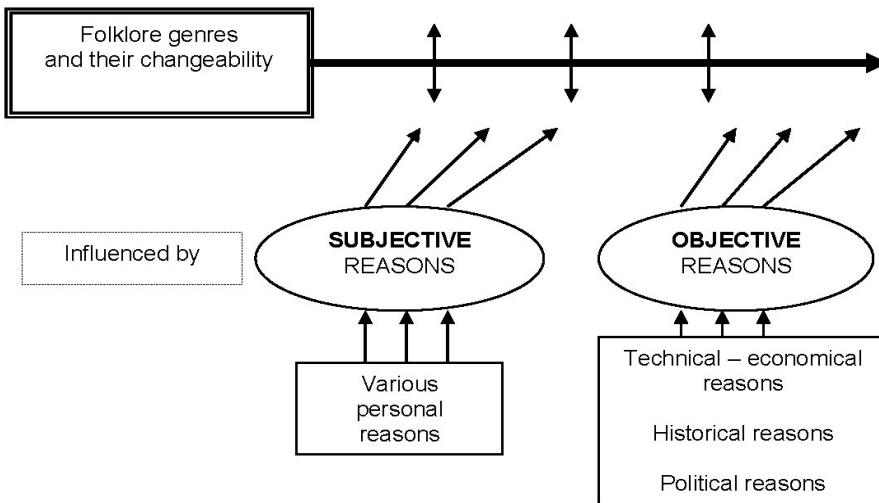 Folklore genres
and their changeability
Influenced by
SUBJECTIVE
REASONS
OBJECTIVE
REASONS
Various
personal
reasons
Technical – economical
reasons
Historical reasons
Political reasons